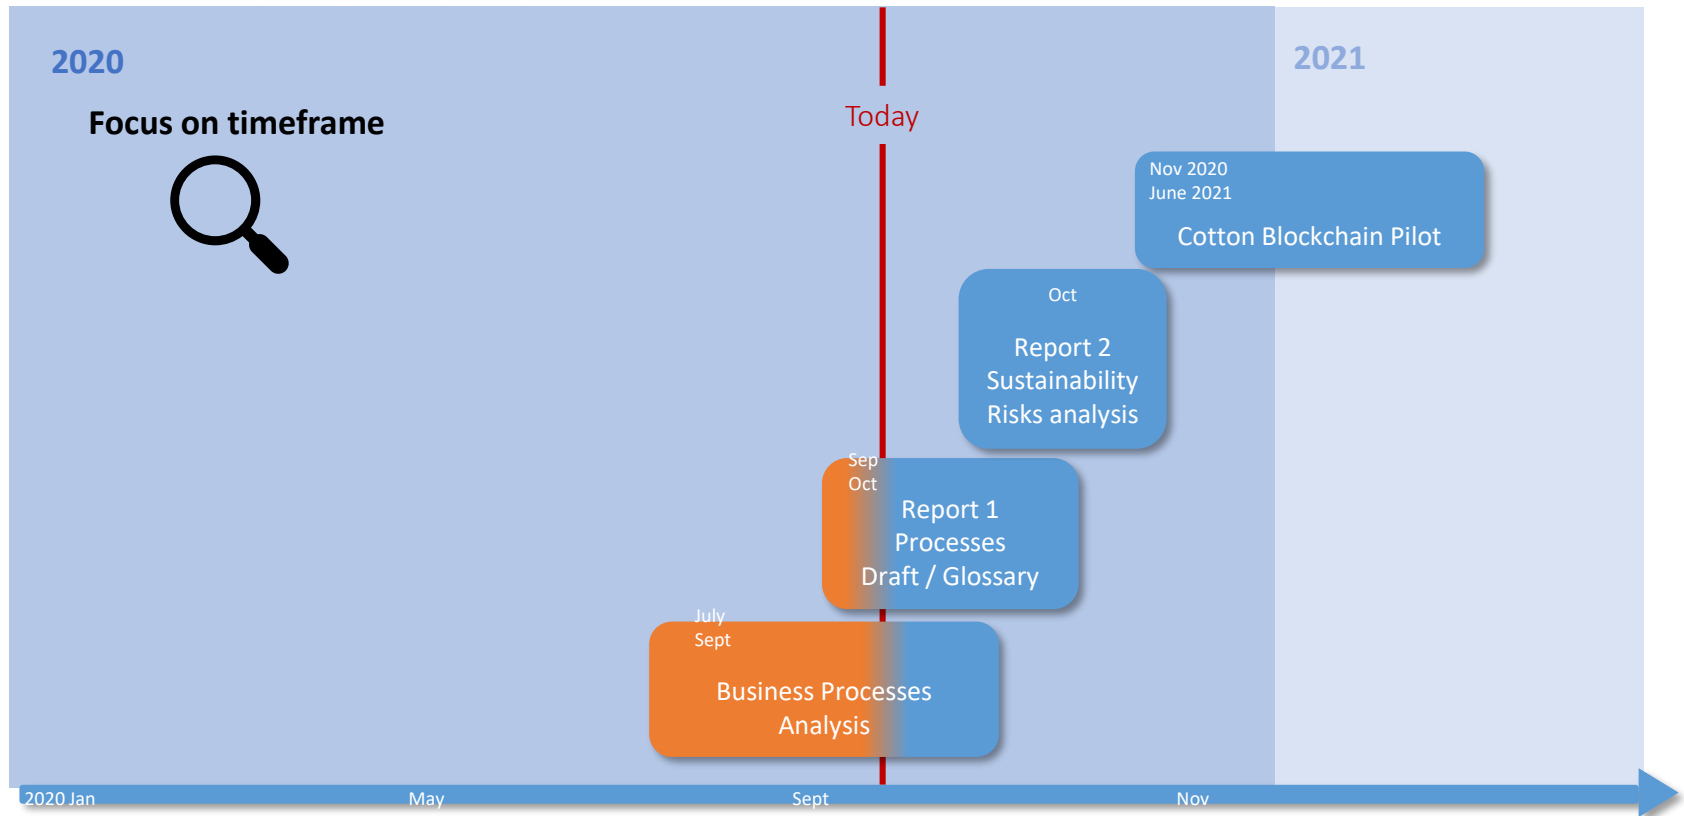 2020
2021
Focus on timeframe
Today
Nov 2020
June 2021
Cotton Blockchain Pilot
Oct
Report 2
Sustainability
Risks analysis
Sep
Oct
Report 1
Processes
Draft / Glossary
July
Sept
Business Processes
Analysis
2020 Jan
May
Sept
Nov